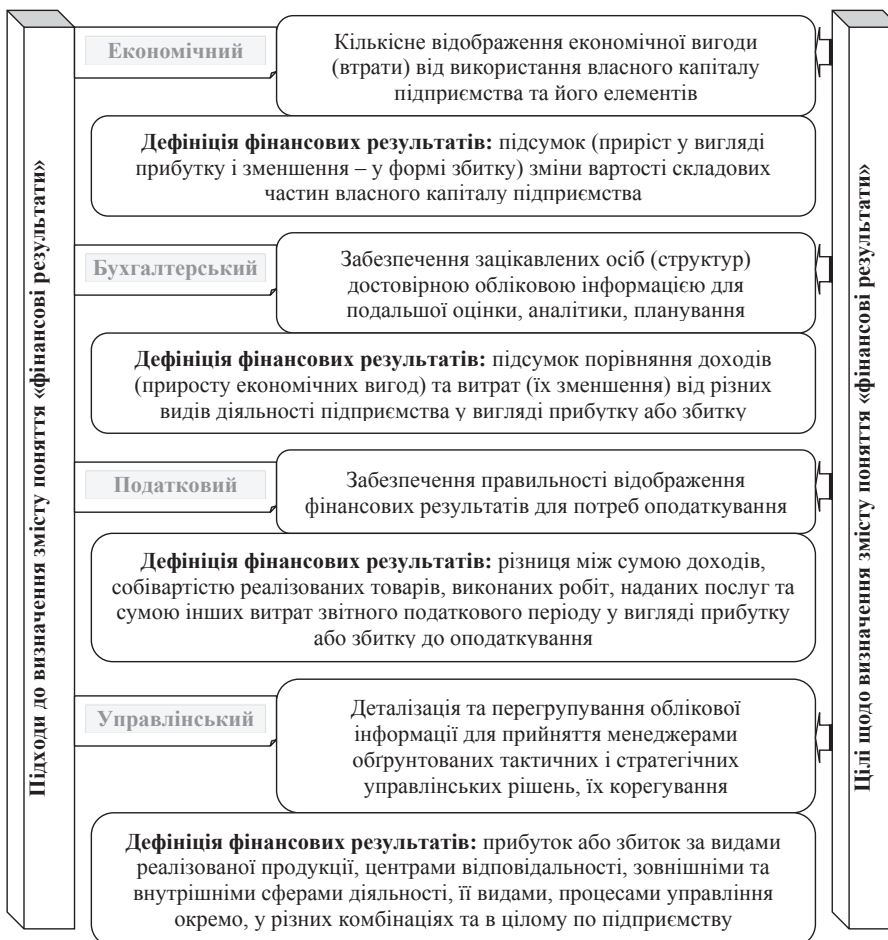 Підходи до визначення змісту поняття «фінансові результати»
Економічний
Кількісне відображення економічної вигоди
(втрати) від використання власного капіталу
підприємства та його елементів
Дефініція фінансових результатів: підсумок (приріст у вигляді
прибутку і зменшення – у формі збитку) зміни вартості складових
частин власного капіталу підприємства
Бухгалтерський
Забезпечення зацікавлених осіб (структур)
достовірною обліковою інформацією для
подальшої оцінки, аналітики, планування
Дефініція фінансових результатів: підсумок порівняння доходів
(приросту економічних вигод) та витрат (їх зменшення) від різних
видів діяльності підприємства у вигляді прибутку або збитку
Податковий
Забезпечення правильності відображення
фінансових результатів для потреб оподаткування
Дефініція фінансових результатів: різниця між сумою доходів,
собівартістю реалізованих товарів, виконаних робіт, наданих послуг та
сумою інших витрат звітного податкового періоду у вигляді прибутку
або збитку до оподаткування
Управлінський
Деталізація та перегрупування облікової
інформації для прийняття менеджерами
обґрунтованих тактичних і стратегічних
управлінських рішень, їх корегування
Дефініція фінансових результатів: прибуток або збиток за видами
реалізованої продукції, центрами відповідальності, зовнішніми та
внутрішніми сферами діяльності, її видами, процесами управління
окремо, у різних комбінаціях та в цілому по підприємству
Цілі щодо визначення змісту поняття «фінансові результати»